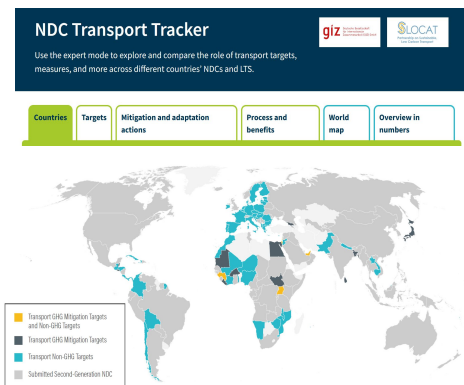 NDC Transport Tracker
giz
SLOCAT
Use the expert mode to explore and compare the role of transport targets,
measures, and more across different countries' NDCs and LTS.
Countries
Targets
Mitigation and adaptation
actions
Process and
benefits
World
map
Overview in
numbers
Transport GHG Mitigation Targets
and Non-GHG Targets
Transport GHG Mitigation Targets
Transport Non-GHG Targets
Submitted Second-Generation NDC